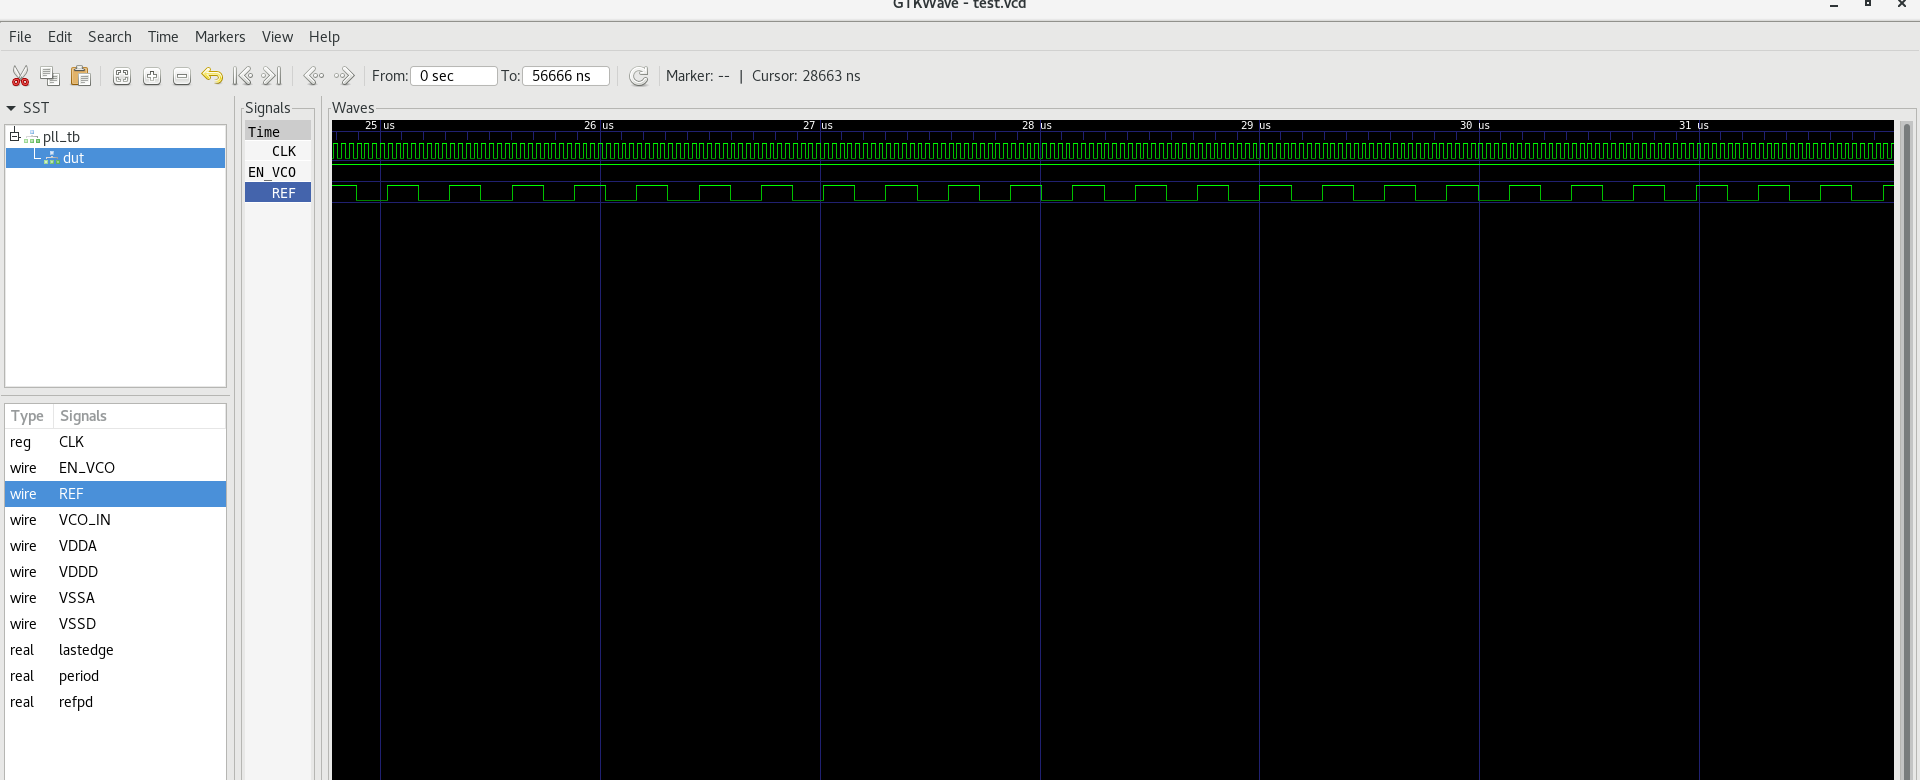 GTKWave - test.vcd
File Edit Search Time Markers View Help
From: 0 sec To: 56666 ns Marker: -- | Cursor: 28663 ns
SST
pll_tb
dut
Type Signals
reg CLK
wire EN_VCO
wire REF
wire VCO_IN
wire VDDA
wire VDDD
wire VSSA
wire VSSD
real lastedge
real period
real refpd
Signals
Time
CLK
EN_VCO
REF
Waves
25 us 26 us 27 us 28 us 29 us 30 us 31 us